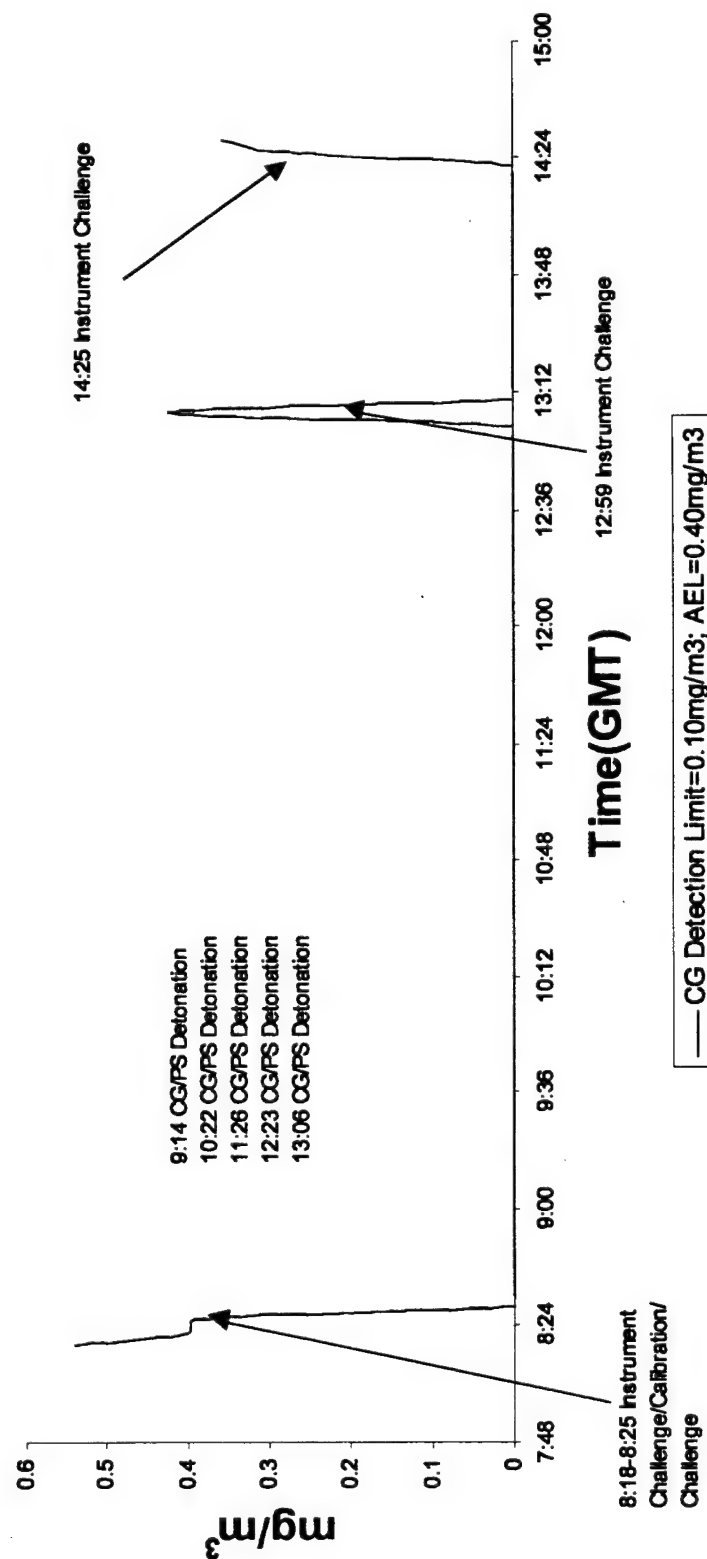 mg/m³
0.6
0.5
0.4
0.3
0.2
0.1
0
9:14 CG/PS Detonation
10:22 CG/PS Detonation
11:26 CG/PS Detonation
12:23 CG/PS Detonation
13:06 CG/PS Detonation
14:25 Instrument Challenge
7:48
8:24
9:00
9:36
10:12
10:48
11:24
12:00
12:36
13:12
13:48
14:24
15:00
8:18-8:25 Instrument
Challenge/Calibration/
Challenge
12:59 Instrument Challenge
Time(GMT)
CG Detection Limit=0.10mg/m3; AEL=0.40mg/m3